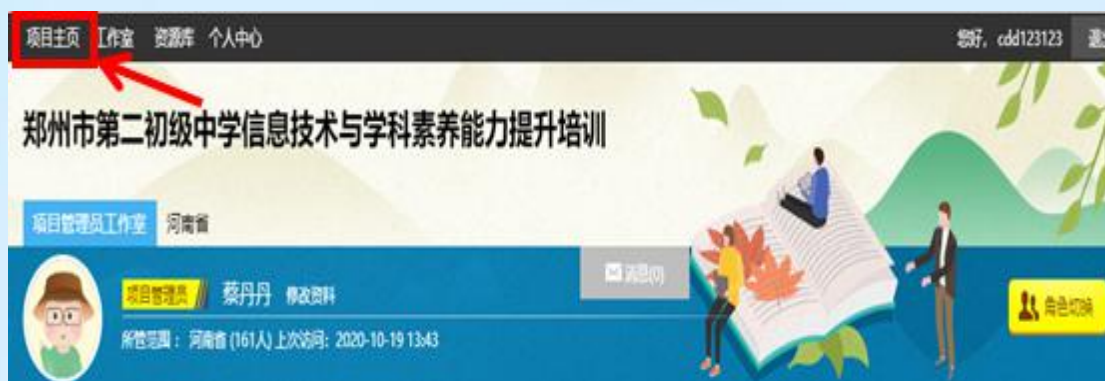 项目主页 工作室 资源库 个人中心 您好，cdd123123 退
郑州市第二初级中学信息技术与学科素养能力提升培训
项目管理员工作室 河南省
消息(0)
项目管理员 蔡丹丹 修改资料
角色切换
所管范围： 河南省 (161人) 上次访问：2020-10-19 13:43